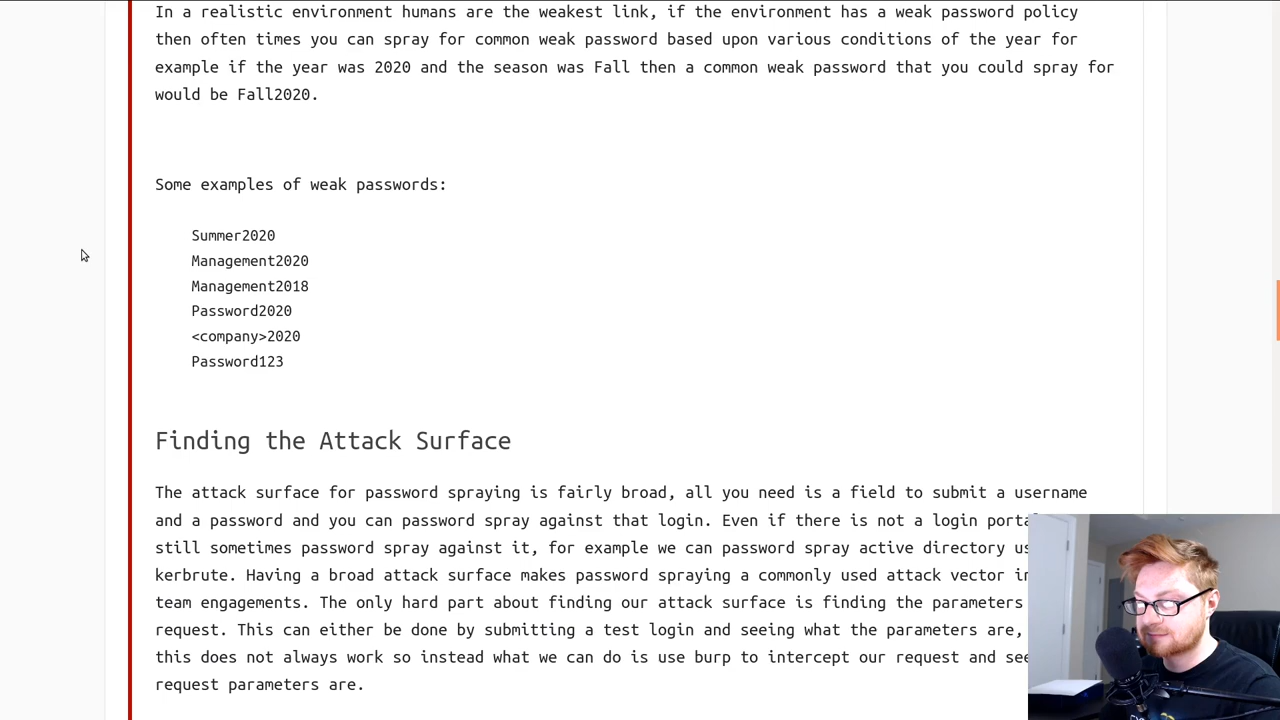 In a realistic environment humans are the weakest link, if the environment has a weak password policy
then often times you can spray for common weak password based upon various conditions of the year for
example if the year was 2020 and the season was Fall then a common weak password that you could spray for
would be Fall2020.
Some examples of weak passwords:
Summer2020
Management2020
Management2018
Password2020
<company>2020
Password123
Finding the Attack Surface
The attack surface for password spraying is fairly broad, all you need is a field to submit a username
and a password and you can password spray against that login. Even if there is not a login
still sometimes password spray against it, for example we can password spray active directory
kerbrute. Having a broad attack surface makes password spraying a commonly used attack vector
team engagements. The only hard part about finding our attack surface is finding the parameters
request. This can either be done by submitting a test login and seeing what the parameters are,
this does not always work so instead what we can do is use burp to intercept our request and
request parameters are.